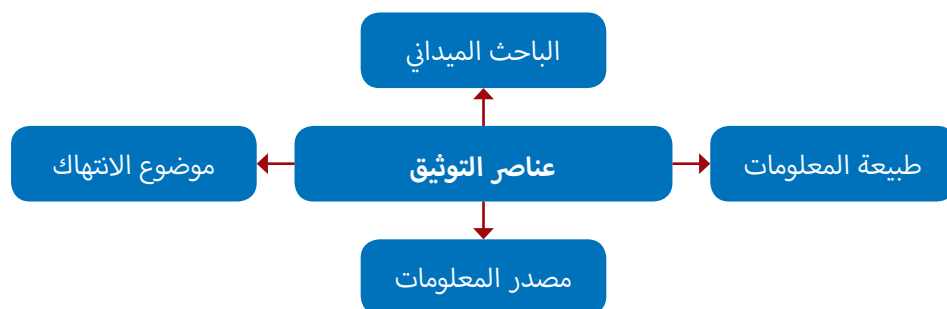 الباحث الميداني
طبيعة المعلومات
عناصر التوثيق
موضوع الانتهاك
مصدر المعلومات